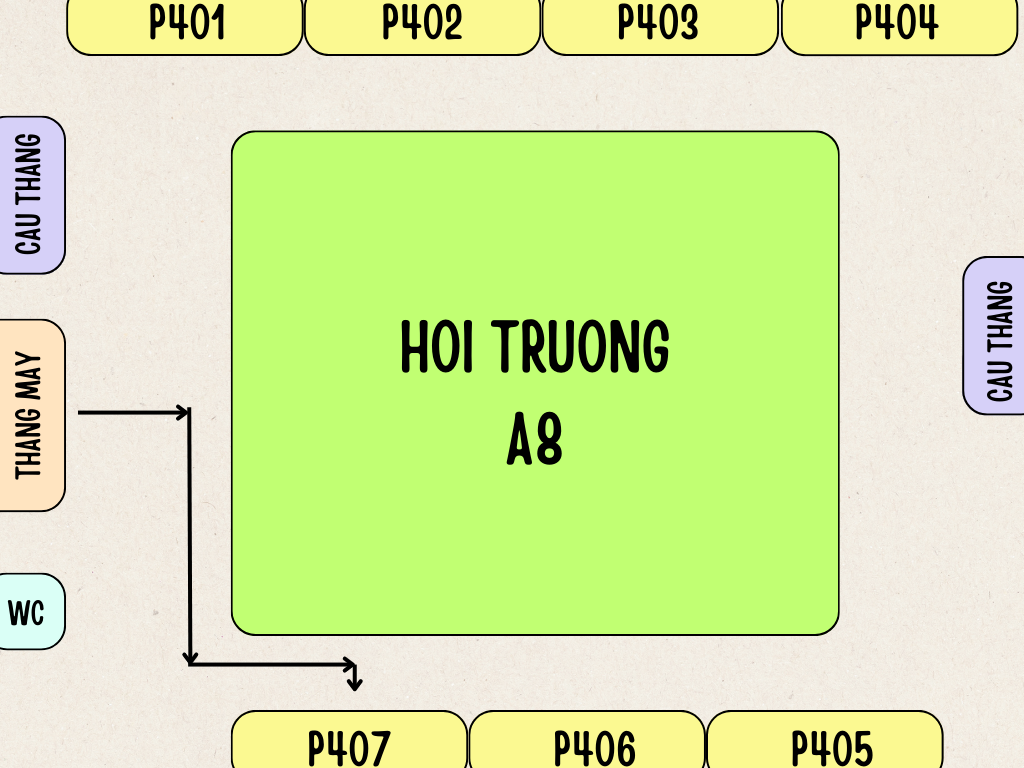 P401
P402
P403
P404
CAU THANG
HOI TRUONG
A8
CAU THANG
THANG MAY
WC
P407
P406
P405